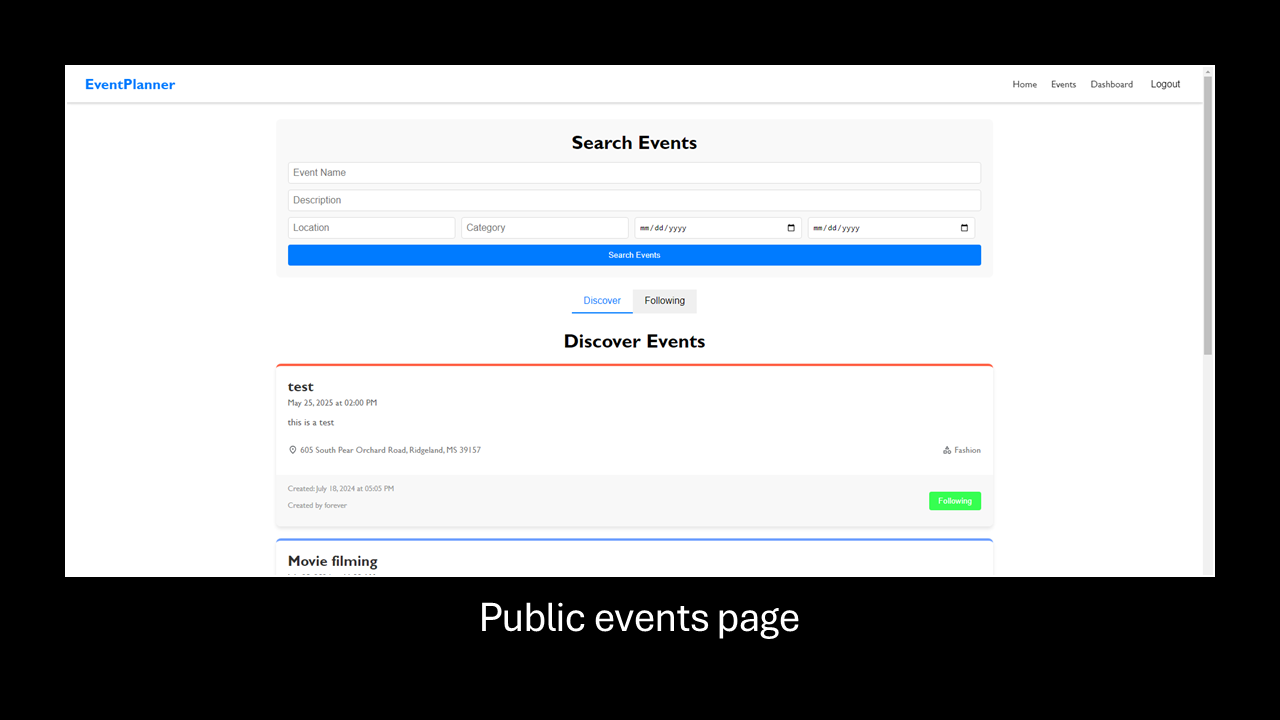 EventPlanner
Home Events Dashboard Logout
Search Events
Event Name
Description
Location Category mm/dd/yyyy mm/dd/yyyy
Search Events
Discover Following
Discover Events
test
May 25, 2025 at 02:00 PM
this is a test
605 South Pear Orchard Road, Ridgeland, MS 39157 Fashion
Created: July 18, 2024 at 05:05 PM
Created by forever
Following
Movie filming
Public events page